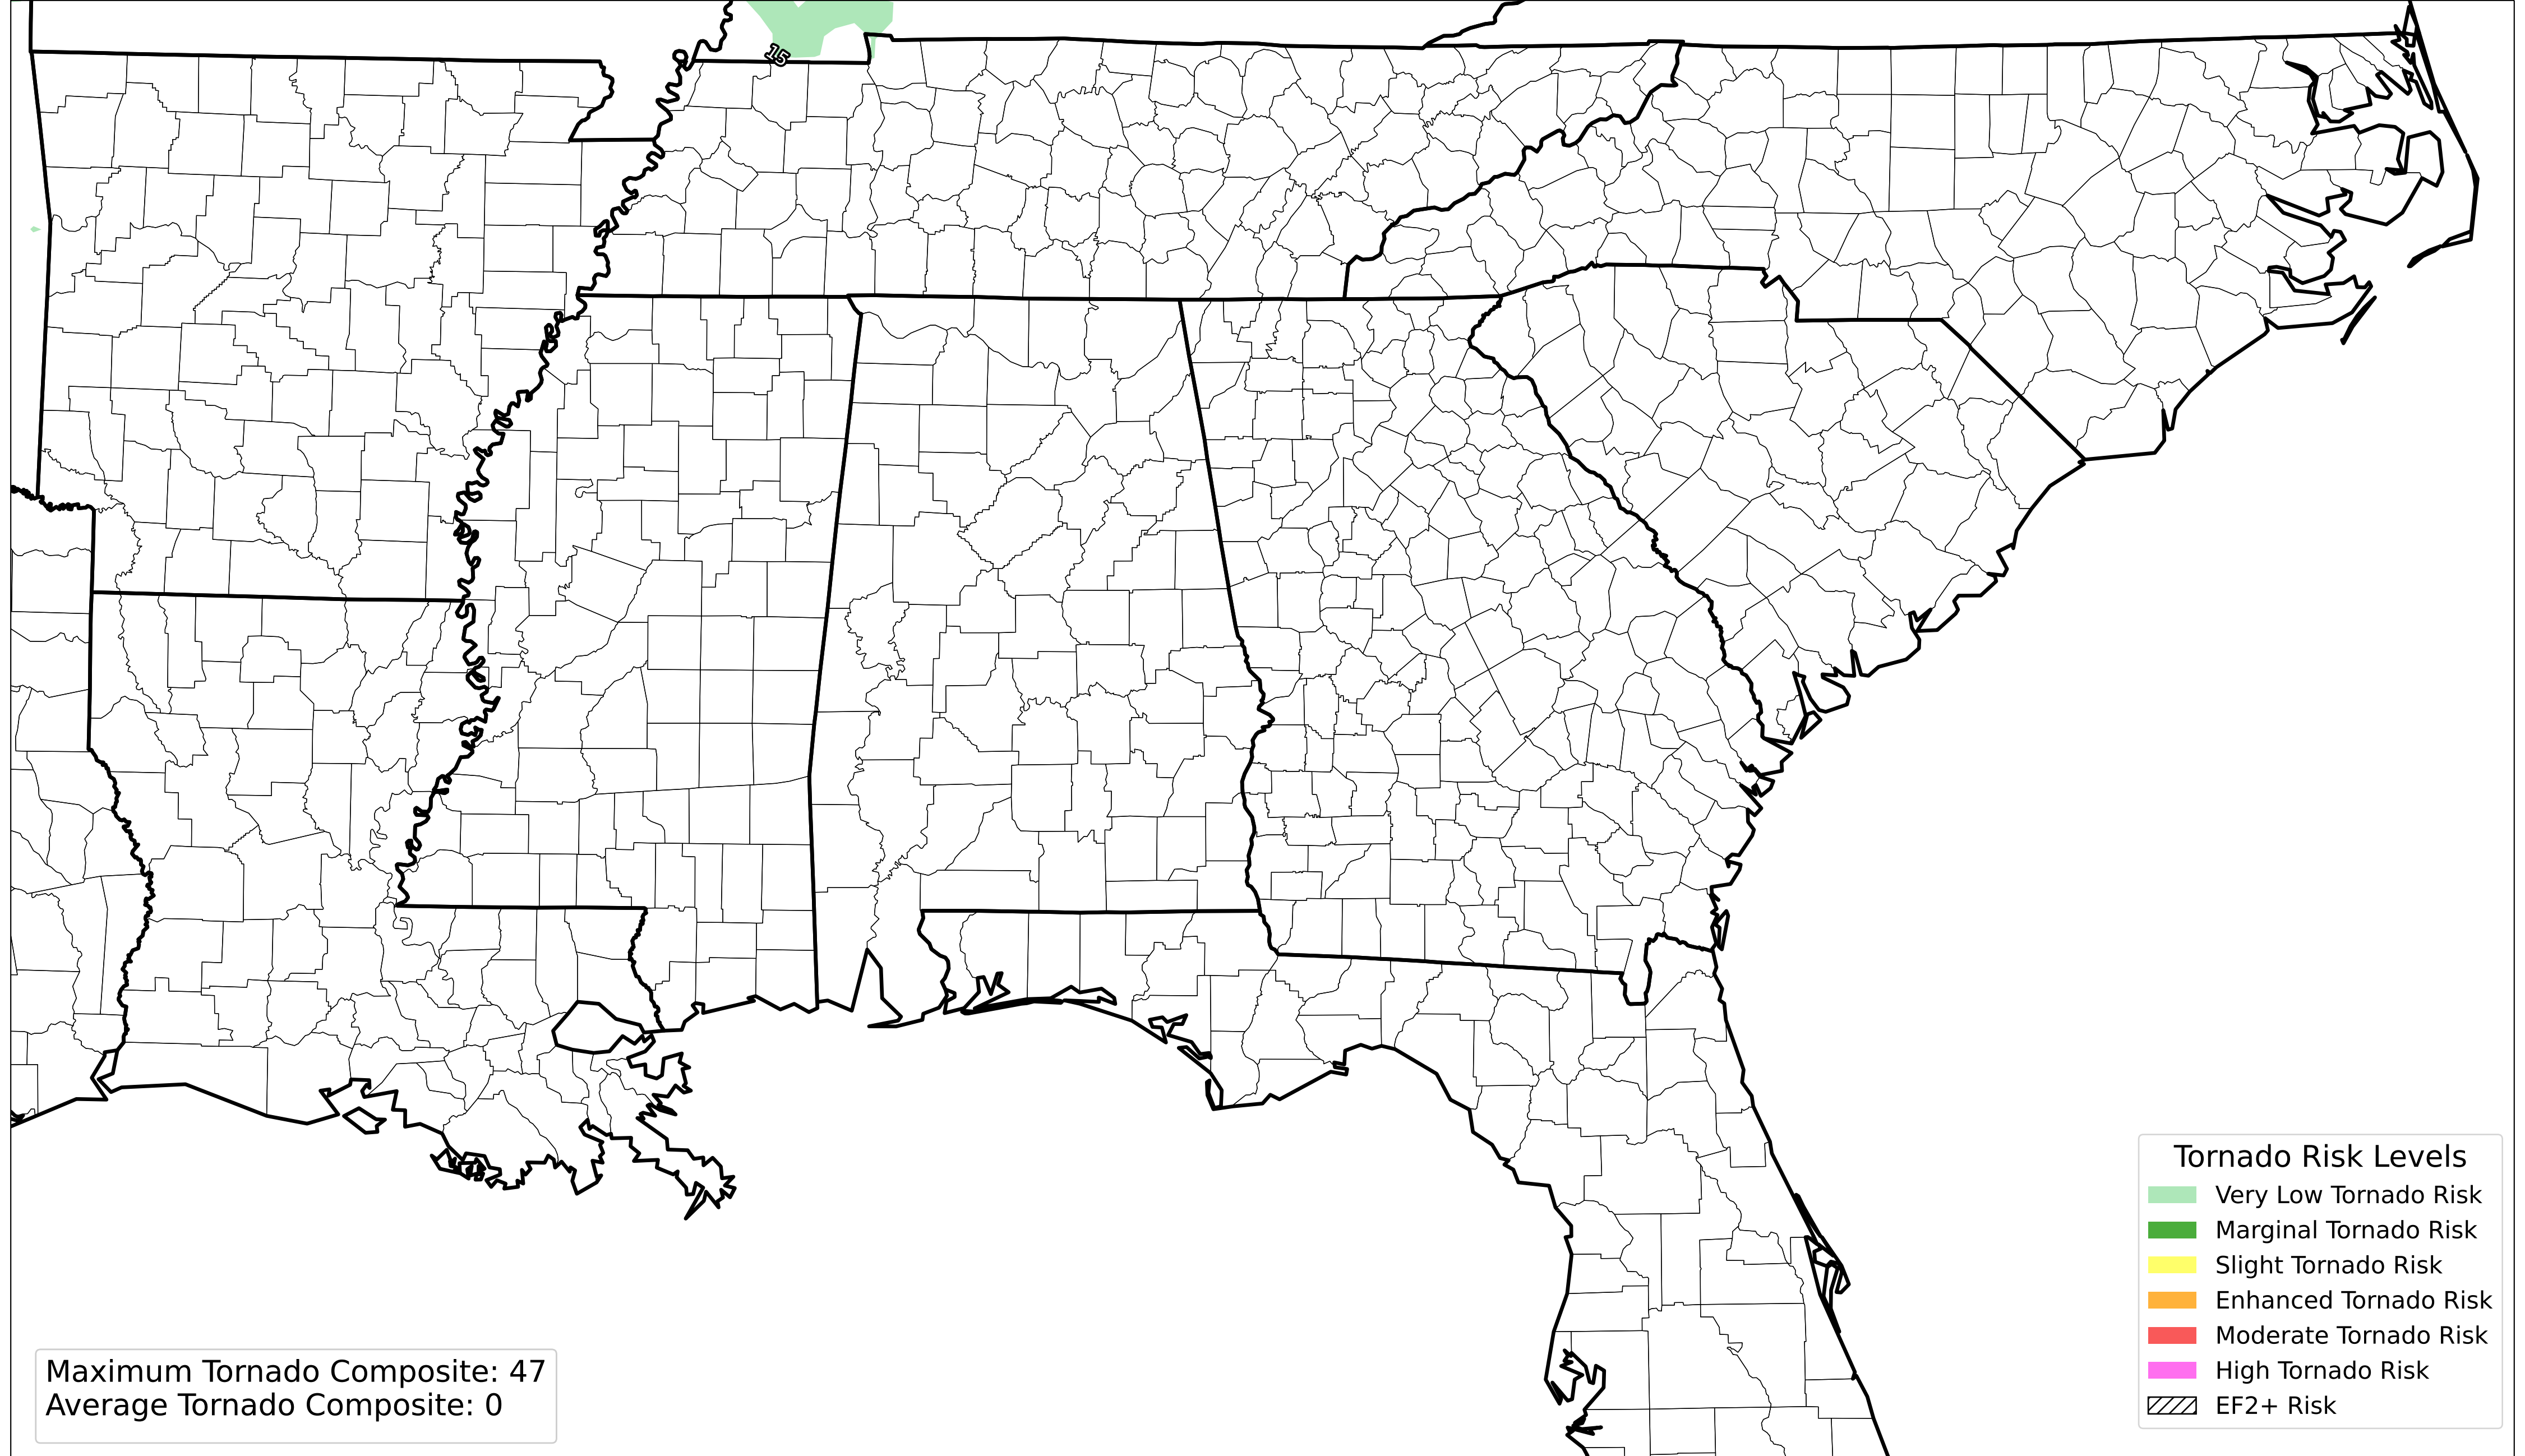 15
Maximum Tornado Composite: 47
Average Tornado Composite: 0
Tornado Risk Levels
Very Low Tornado Risk
Marginal Tornado Risk
Slight Tornado Risk
Enhanced Tornado Risk
Moderate Tornado Risk
High Tornado Risk
EF2+ Risk